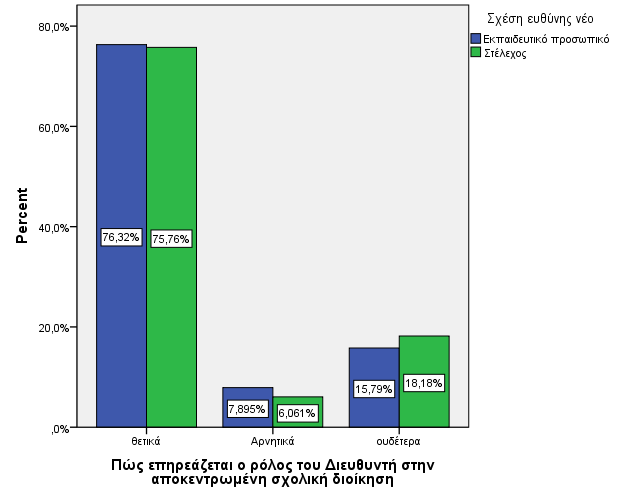 Σχέση ευθύνης νέο
Εκπαιδευτικό προσωπικό
Στέλεχος
80,0%
60,0%
40,0%
20,0%
,0%
Percent
76,32%
75,76%
7,895%
6,061%
15,79%
18,18%
θετικά
Αρνητικά
ουδέτερα
Πώς επηρεάζεται ο ρόλος του Διευθυντή στην
αποκεντρωμένη σχολική διοίκηση